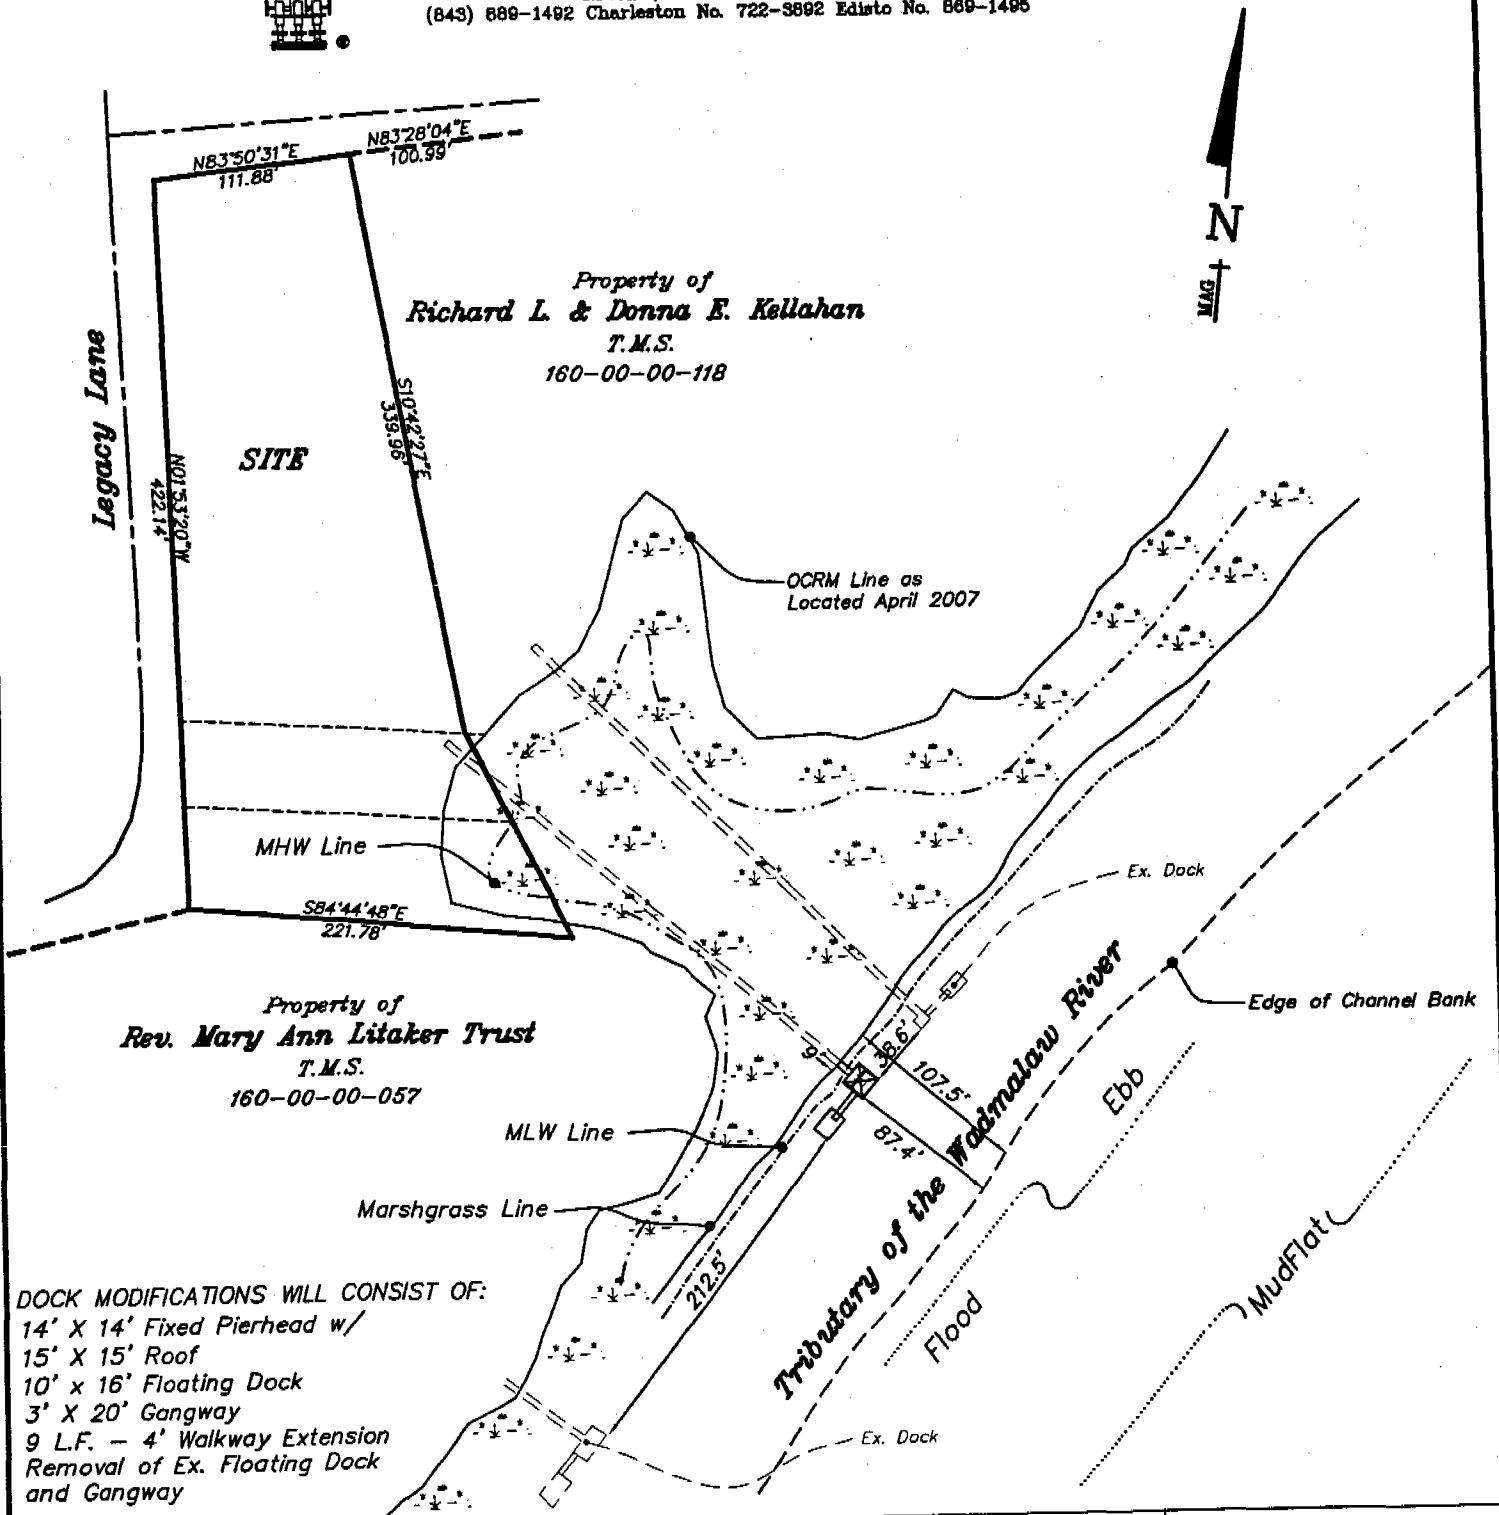 (843) 889-1492 Charleston No. 722-3892 Edisto No. 869-1495
N83°28'04"E
100.99'
N83°50'31"E
111.88'
N
MAG
Property of
Richard L. & Donna E. Kellahan
T.M.S.
160-00-00-118
Legacy Lane
S10°42'27"E
339.96'
SITE
N01°53'20"W
422.14'
OCRM Line as
Located April 2007
MHW Line
Ex. Dock
S84°44'48"E
221.78'
Property of
Rev. Mary Ann Litaker Trust
T.M.S.
160-00-00-057
Edge of Channel Bank
9'
38.6'
107.5'
87.4'
Tributary of the Wadmalaw River
Ebb
MLW Line
Marshgrass Line
212.5'
Flood
MudFlat
DOCK MODIFICATIONS WILL CONSIST OF:
14' X 14' Fixed Pierhead w/
15' X 15' Roof
10' x 16' Floating Dock
3' X 20' Gangway
9 L.F. - 4' Walkway Extension
Removal of Ex. Floating Dock
and Gangway
Ex. Dock